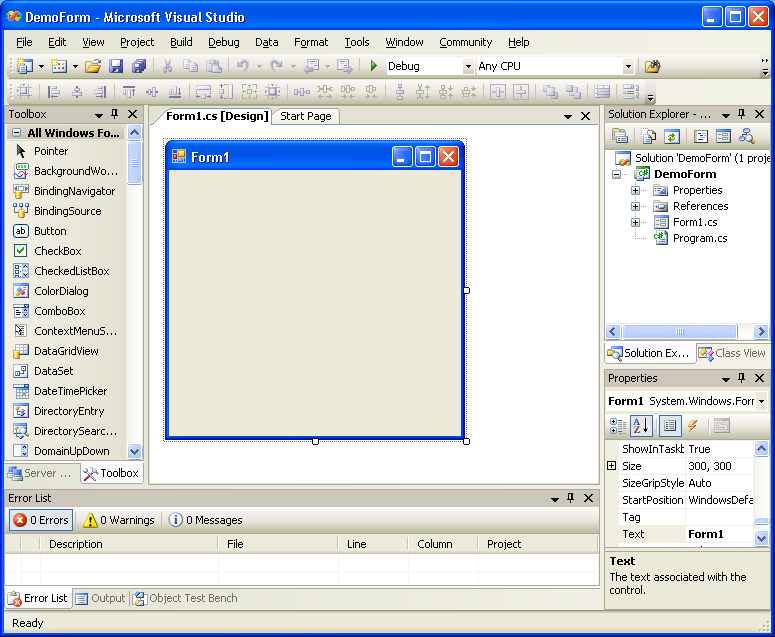 DemoForm - Microsoft Visual Studio
File Edit View Project Build Debug Data Format Tools Window Community Help
Debug Any CPU
Toolbox
All Windows Fo...
Pointer
BackgroundWo...
BindingNavigator
BindingSource
Button
CheckBox
CheckedListBox
ColorDialog
ComboBox
ContextMenuS...
DataGridView
DataSet
DateTimePicker
DirectoryEntry
DirectorySearc...
DomainUpDown
Server ... Toolbox
Form1.cs [Design] Start Page
Form1
Solution Explorer - ...
Solution 'DemoForm' (1 proje
DemoForm
Properties
References
Form1.cs
Program.cs
Solution Ex... Class View
Properties
Form1 System.Windows.Forr
ShowInTaskb True
Size 300, 300
SizeGripStyle Auto
StartPosition WindowsDefa
Tag
Text Form1
Text
The text associated with the
control.
Error List
0 Errors 0 Warnings 0 Messages
Description File Line Column Project
Error List Output Object Test Bench
Ready